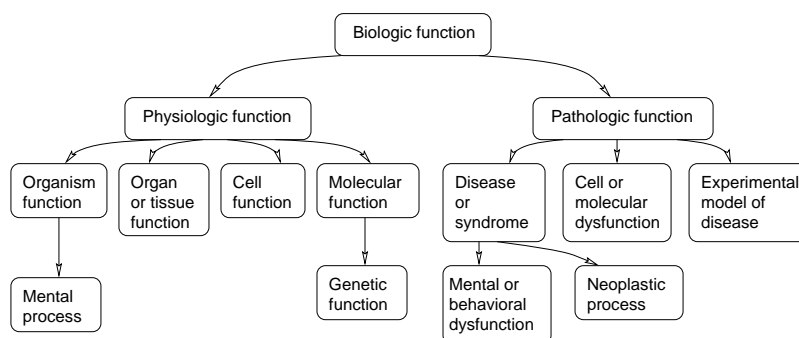 Biologic function
Physiologic function
Pathologic function
Organism
function
Organ
or tissue
function
Cell
function
Molecular
function
Disease
or
syndrome
Cell or
molecular
dysfunction
Experimental
model of
disease
Mental
process
Genetic
function
Mental or
behavioral
dysfunction
Neoplastic
process